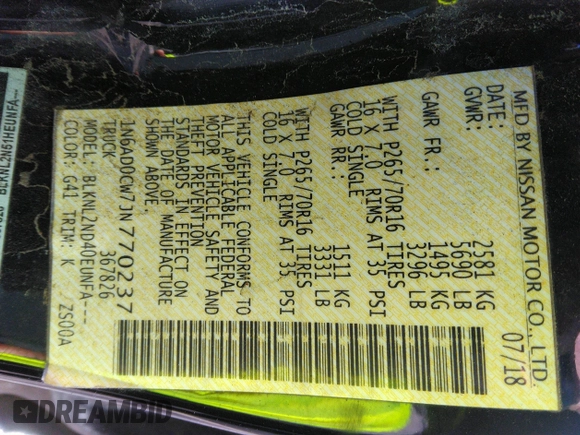 MFD BY NISSAN MOTOR CO., LTD.
DATE: 07/18
GVWR: 2581 KG
5690 LB
GAWR FR.: 1495 KG
3296 LB
WITH P265/70R16 TIRES
16 X 7.0 RIMS AT 35 PSI
COLD SINGLE
GAWR RR.: 1511 KG
3331 LB
WITH P265/70R16 TIRES
16 X 7.0 RIMS AT 35 PSI
COLD SINGLE
THIS VEHICLE CONFORMS TO
ALL APPLICABLE FEDERAL
MOTOR VEHICLE SAFETY AND
THEFT PREVENTION
STANDARDS IN EFFECT ON
THE DATE OF MANUFACTURE
SHOWN ABOVE.
1N6AD0CW7JN770237
TRUCK 367826
MODEL: BLKNLZND40EUNFA---
COLOR: G41 TRIM: K ZS00A
DREAMBID